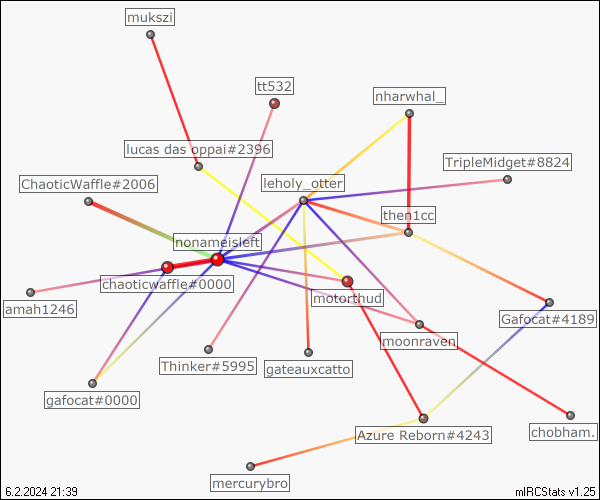 mukszi
tt532
nharwhal_
lucas das oppai#2396
TripleMidget#8824
ChaoticWaffle#2006
leholy_otter
then1cc
nonameisleft
chaoticwaffle#0000
motorthud
amah1246
Gafocat#4189
moonraven
Thinker#5995
gateauxcatto
gafocat#0000
Azure Reborn#4243
chobham.
mercurybro
6.2.2024 21:39
mIRCStats v1.25